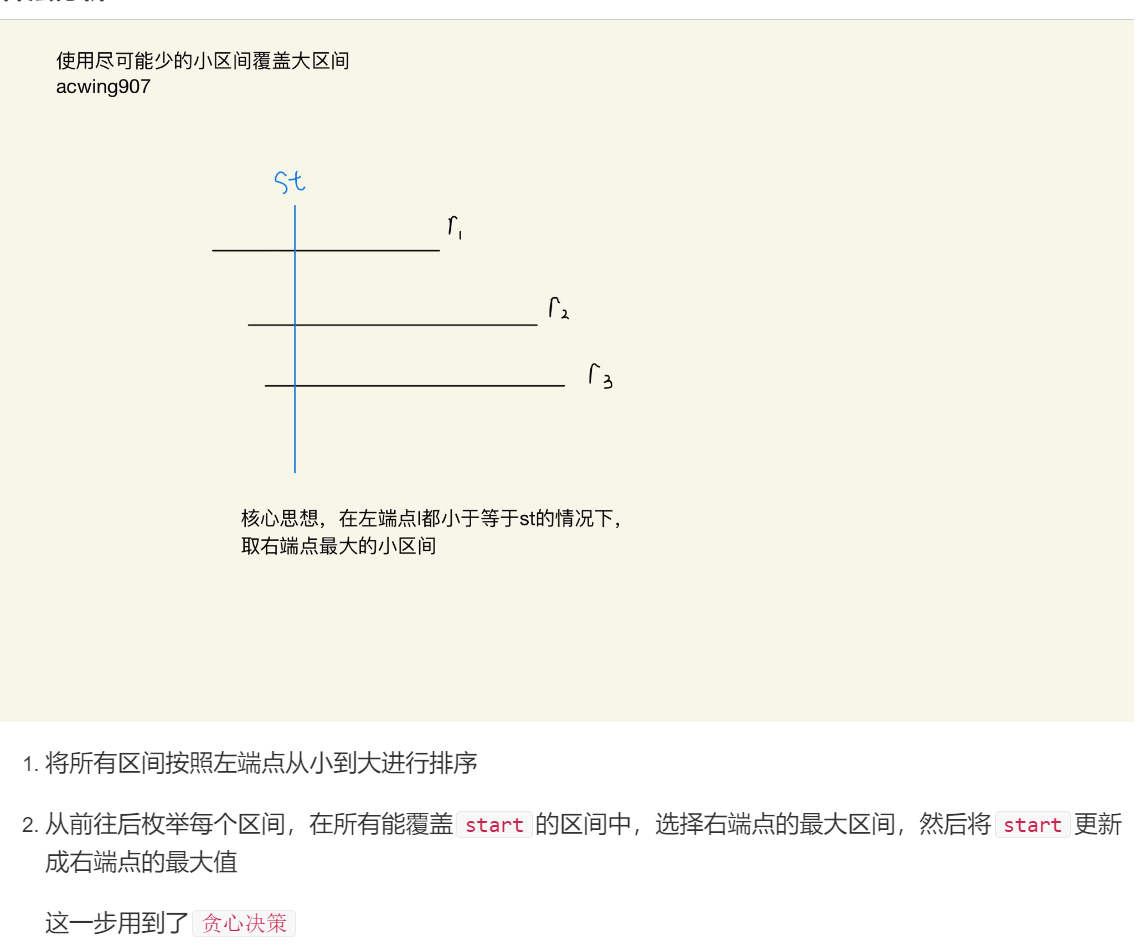 使用尽可能少的小区间覆盖大区间
acwing907
St
r1
r2
r3
核心思想，在左端点l都小于等于st的情况下，
取右端点最大的小区间
1. 将所有区间按照左端点从小到大进行排序
2. 从前往后枚举每个区间，在所有能覆盖 start 的区间中，选择右端点的最大区间，然后将 start 更新
成右端点的最大值
这一步用到了 贪心决策